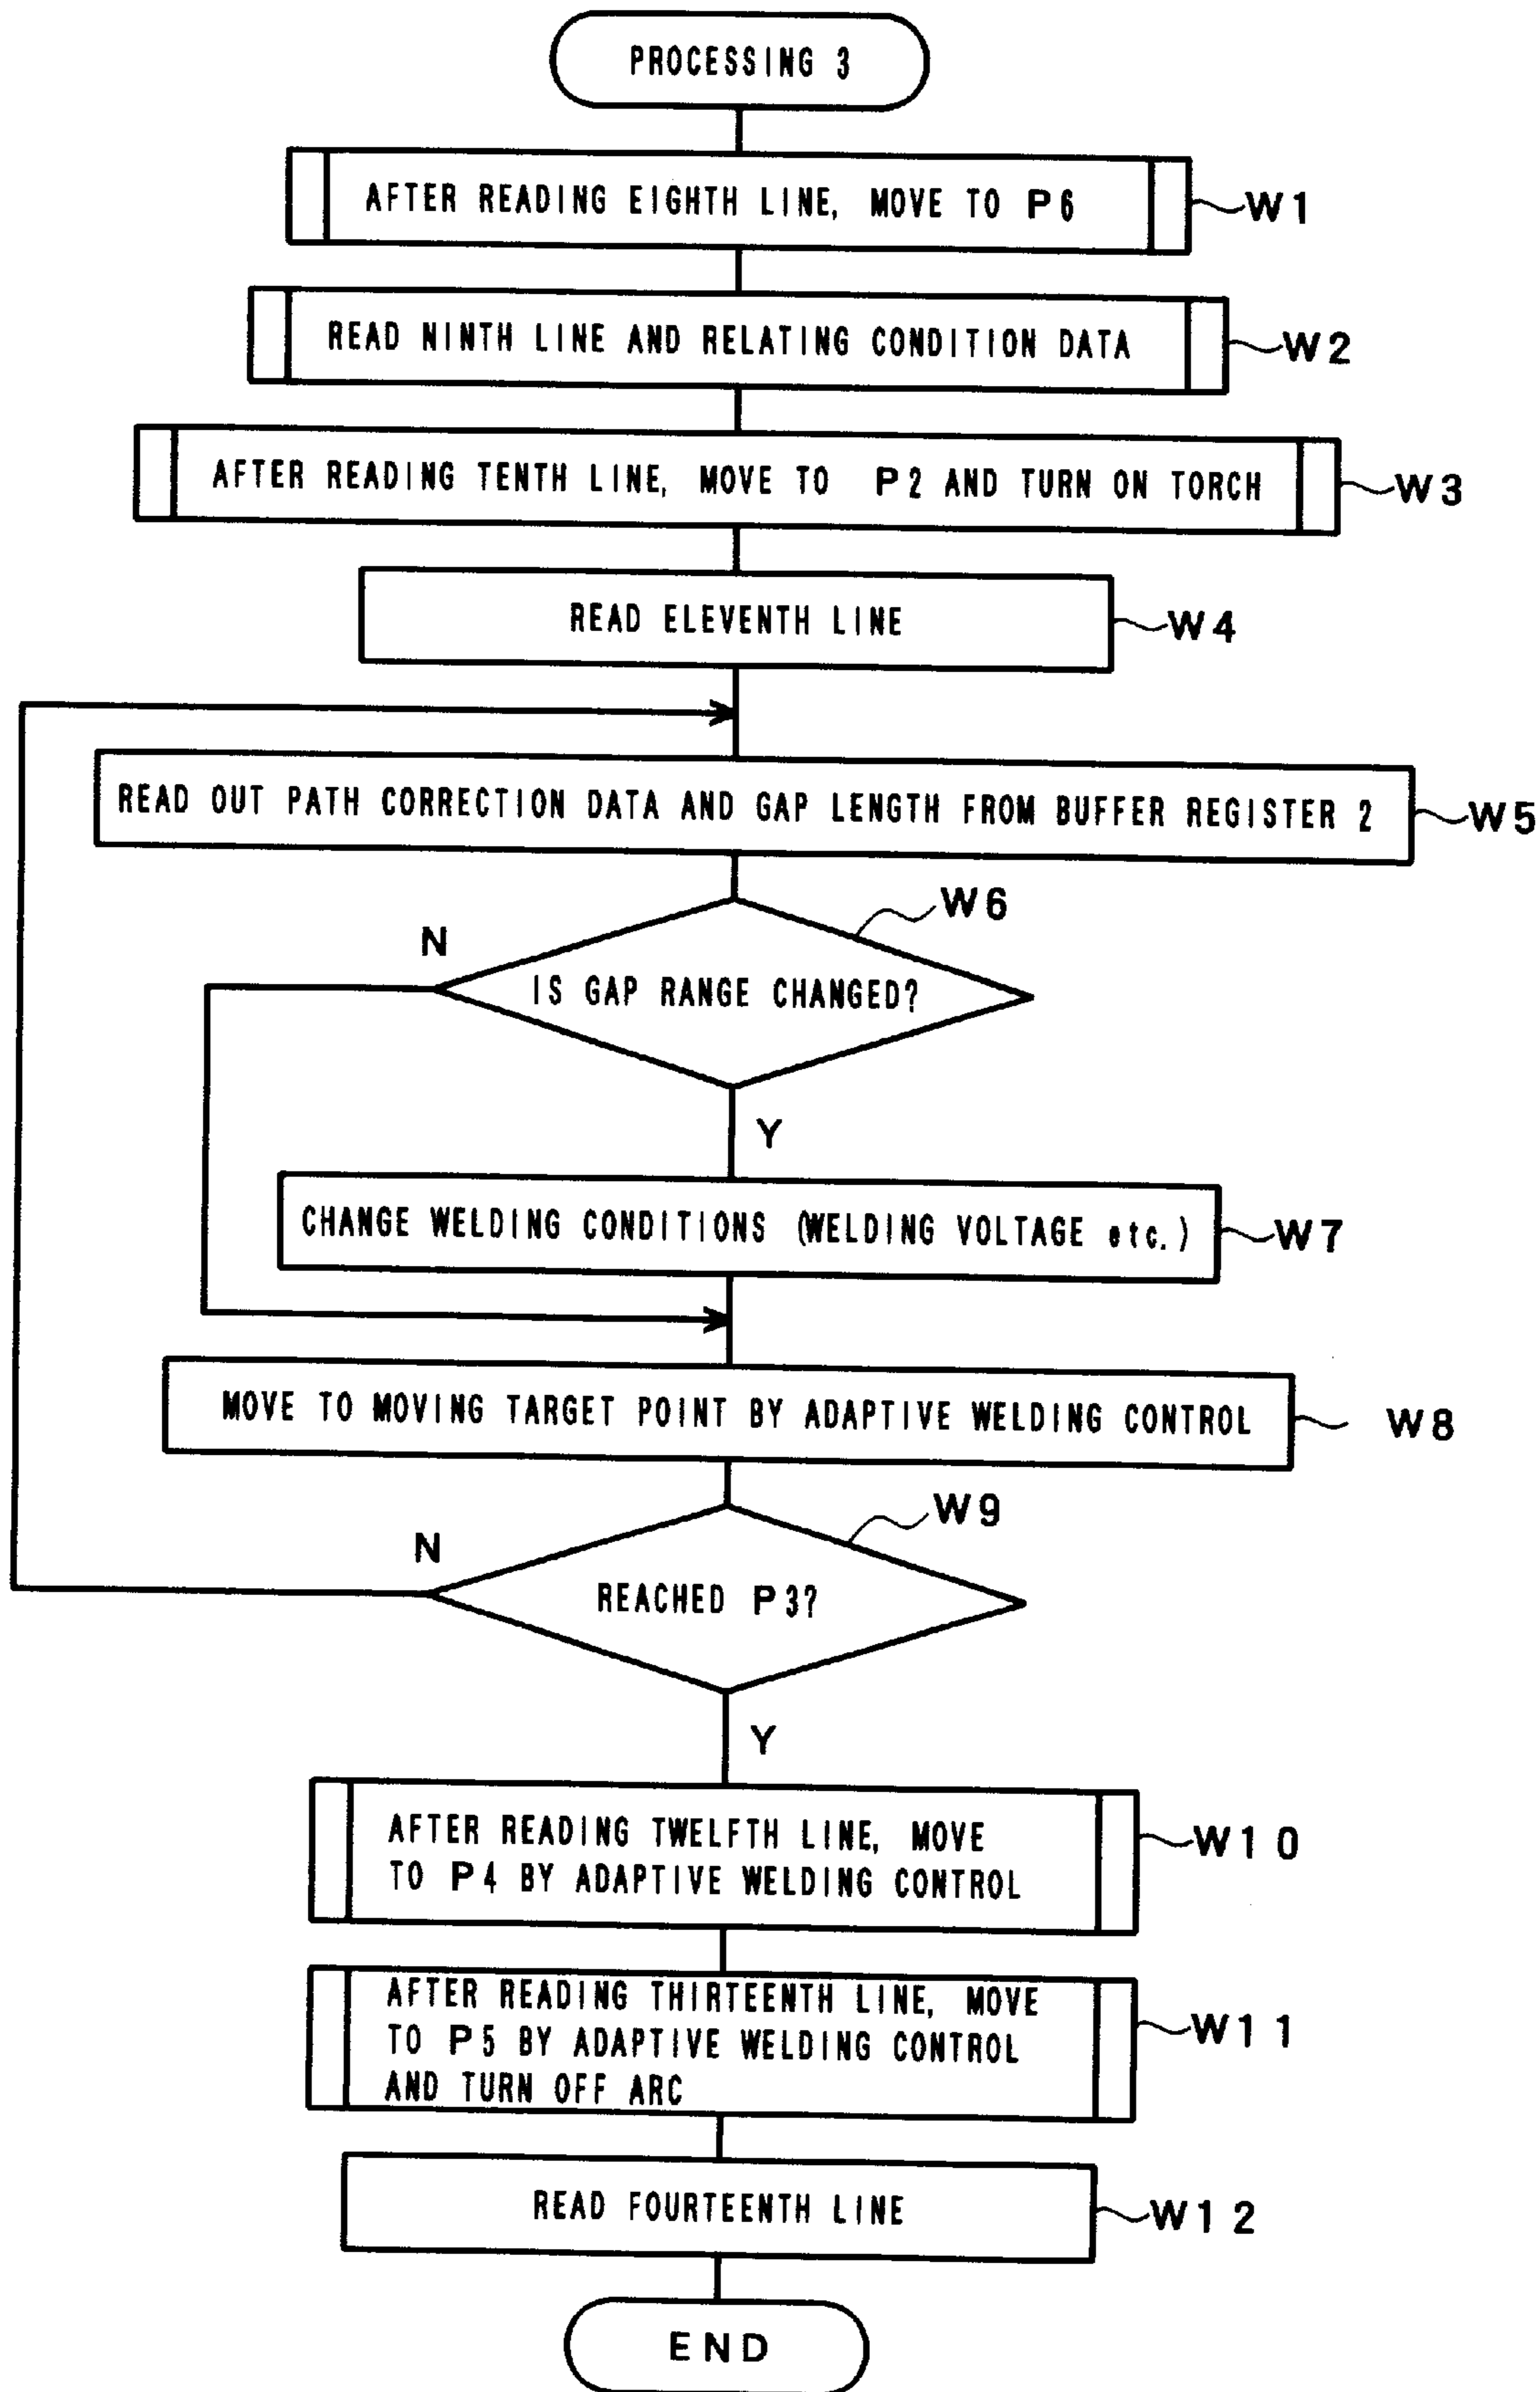 PROCESSING 3
AFTER READING EIGHTH LINE, MOVE TO P6
W1
READ NINTH LINE AND RELATING CONDITION DATA
W2
AFTER READING TENTH LINE, MOVE TO P2 AND TURN ON TORCH
W3
READ ELEVENTH LINE
W4
READ OUT PATH CORRECTION DATA AND GAP LENGTH FROM BUFFER REGISTER 2
W5
W6
N
IS GAP RANGE CHANGED?
Y
CHANGE WELDING CONDITIONS (WELDING VOLTAGE etc.)
W7
MOVE TO MOVING TARGET POINT BY ADAPTIVE WELDING CONTROL
W8
W9
N
REACHED P3?
Y
AFTER READING TWELFTH LINE, MOVE
TO P4 BY ADAPTIVE WELDING CONTROL
W10
AFTER READING THIRTEENTH LINE, MOVE
TO P5 BY ADAPTIVE WELDING CONTROL
AND TURN OFF ARC
W11
READ FOURTEENTH LINE
W12
END